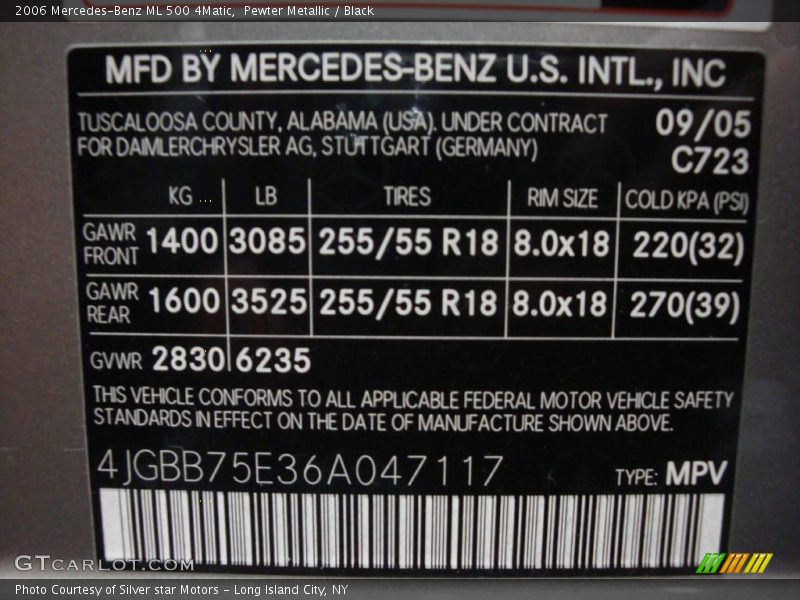 2006 Mercedes-Benz ML 500 4Matic, Pewter Metallic / Black
MFD BY MERCEDES-BENZ U.S. INTL., INC
TUSCALOOSA COUNTY, ALABAMA (USA). UNDER CONTRACT 09/05
FOR DAIMLERCHRYSLER AG, STUTTGART (GERMANY) C723
KG LB TIRES RIM SIZE COLD KPA (PSI)
GAWR FRONT 1400 3085 255/55 R18 8.0x18 220(32)
GAWR REAR 1600 3525 255/55 R18 8.0x18 270(39)
GVWR 2830 6235
THIS VEHICLE CONFORMS TO ALL APPLICABLE FEDERAL MOTOR VEHICLE SAFETY
STANDARDS IN EFFECT ON THE DATE OF MANUFACTURE SHOWN ABOVE.
4JGBB75E36A047117 TYPE: MPV
GTCARLOT.COM
Photo Courtesy of Silver star Motors - Long Island City, NY